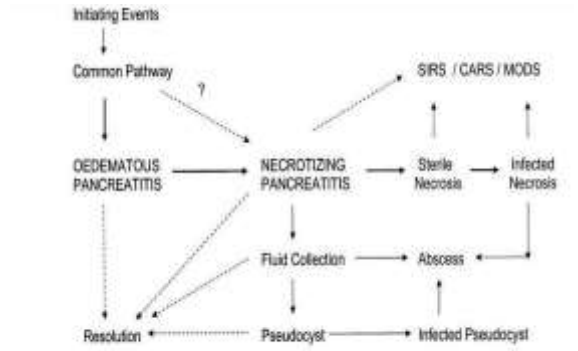 Initiating Events
Common Pathway
SIRS / CARS / MODS
?
OEDEMATOUS
PANCREATITIS
NECROTIZING
PANCREATITIS
Sterile
Necrosis
Infected
Necrosis
Fluid Collection
Abscess
Resolution
Pseudocyst
Infected Pseudocyst